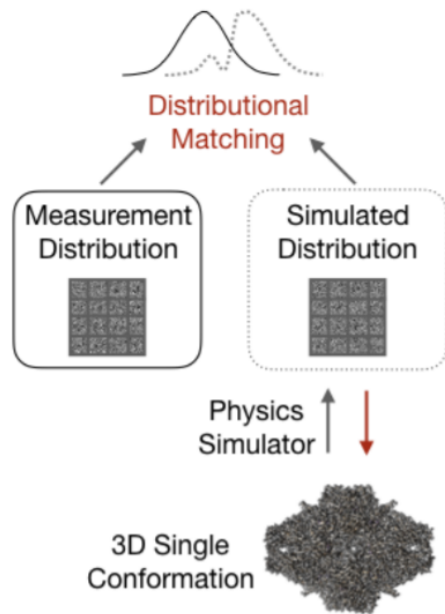 Distributional
Matching
Measurement
Distribution
Simulated
Distribution
Physics
Simulator
3D Single
Conformation